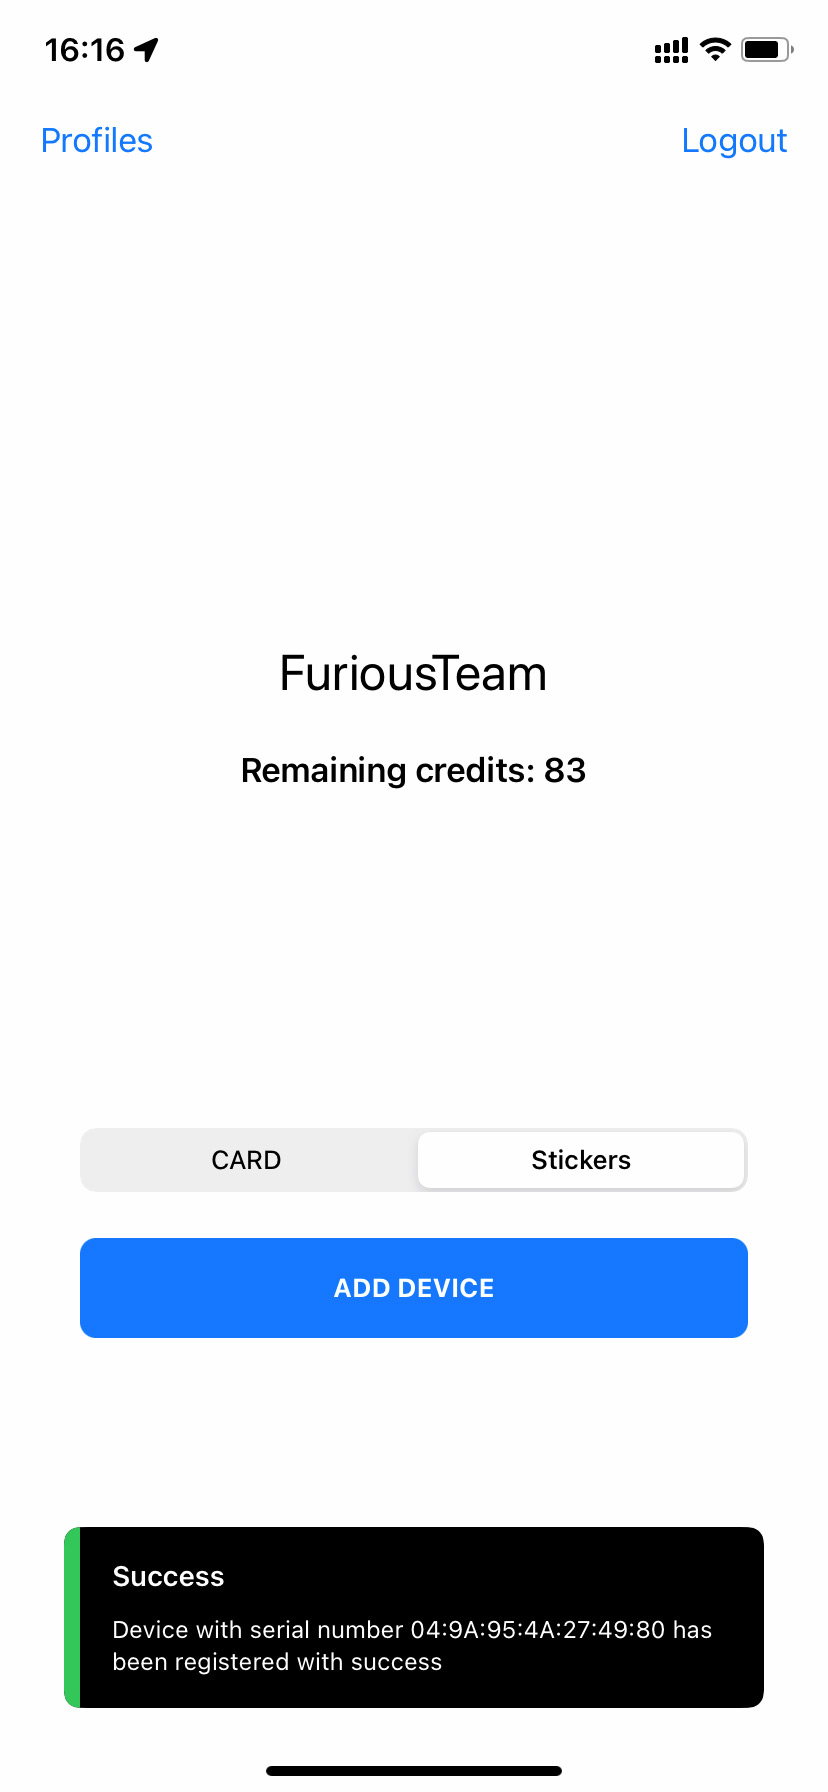 16:16
Profiles
Logout
FuriousTeam
Remaining credits: 83
CARD
Stickers
ADD DEVICE
Success
Device with serial number 04:9A:95:4A:27:49:80 has
been registered with success